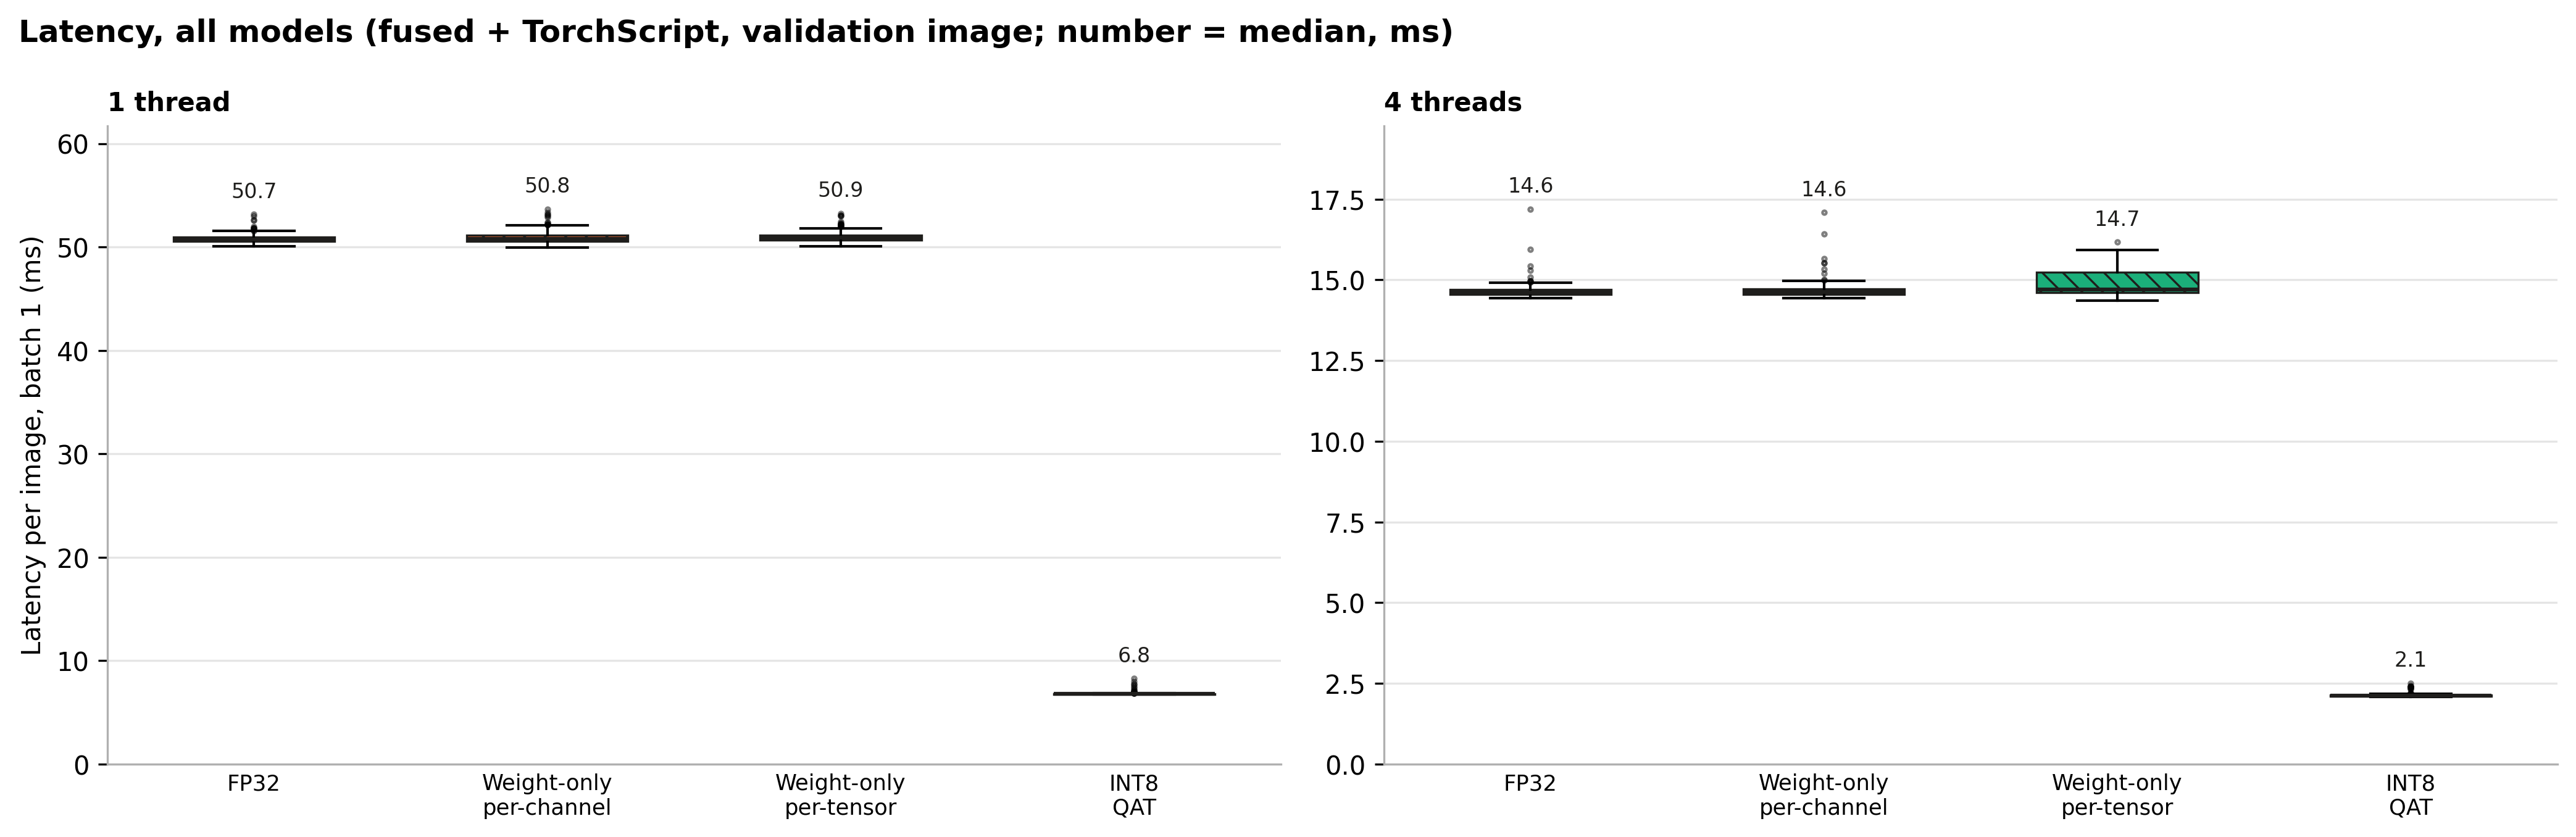 Latency, all models (fused + TorchScript, validation image; number = median, ms)
1 thread
Latency per image, batch 1 (ms)
60
50
40
30
20
10
0
50.7
50.8
50.9
6.8
FP32
Weight-only
per-channel
Weight-only
per-tensor
INT8
QAT
4 threads
17.5
15.0
12.5
10.0
7.5
5.0
2.5
0.0
14.6
14.6
14.7
2.1
FP32
Weight-only
per-channel
Weight-only
per-tensor
INT8
QAT